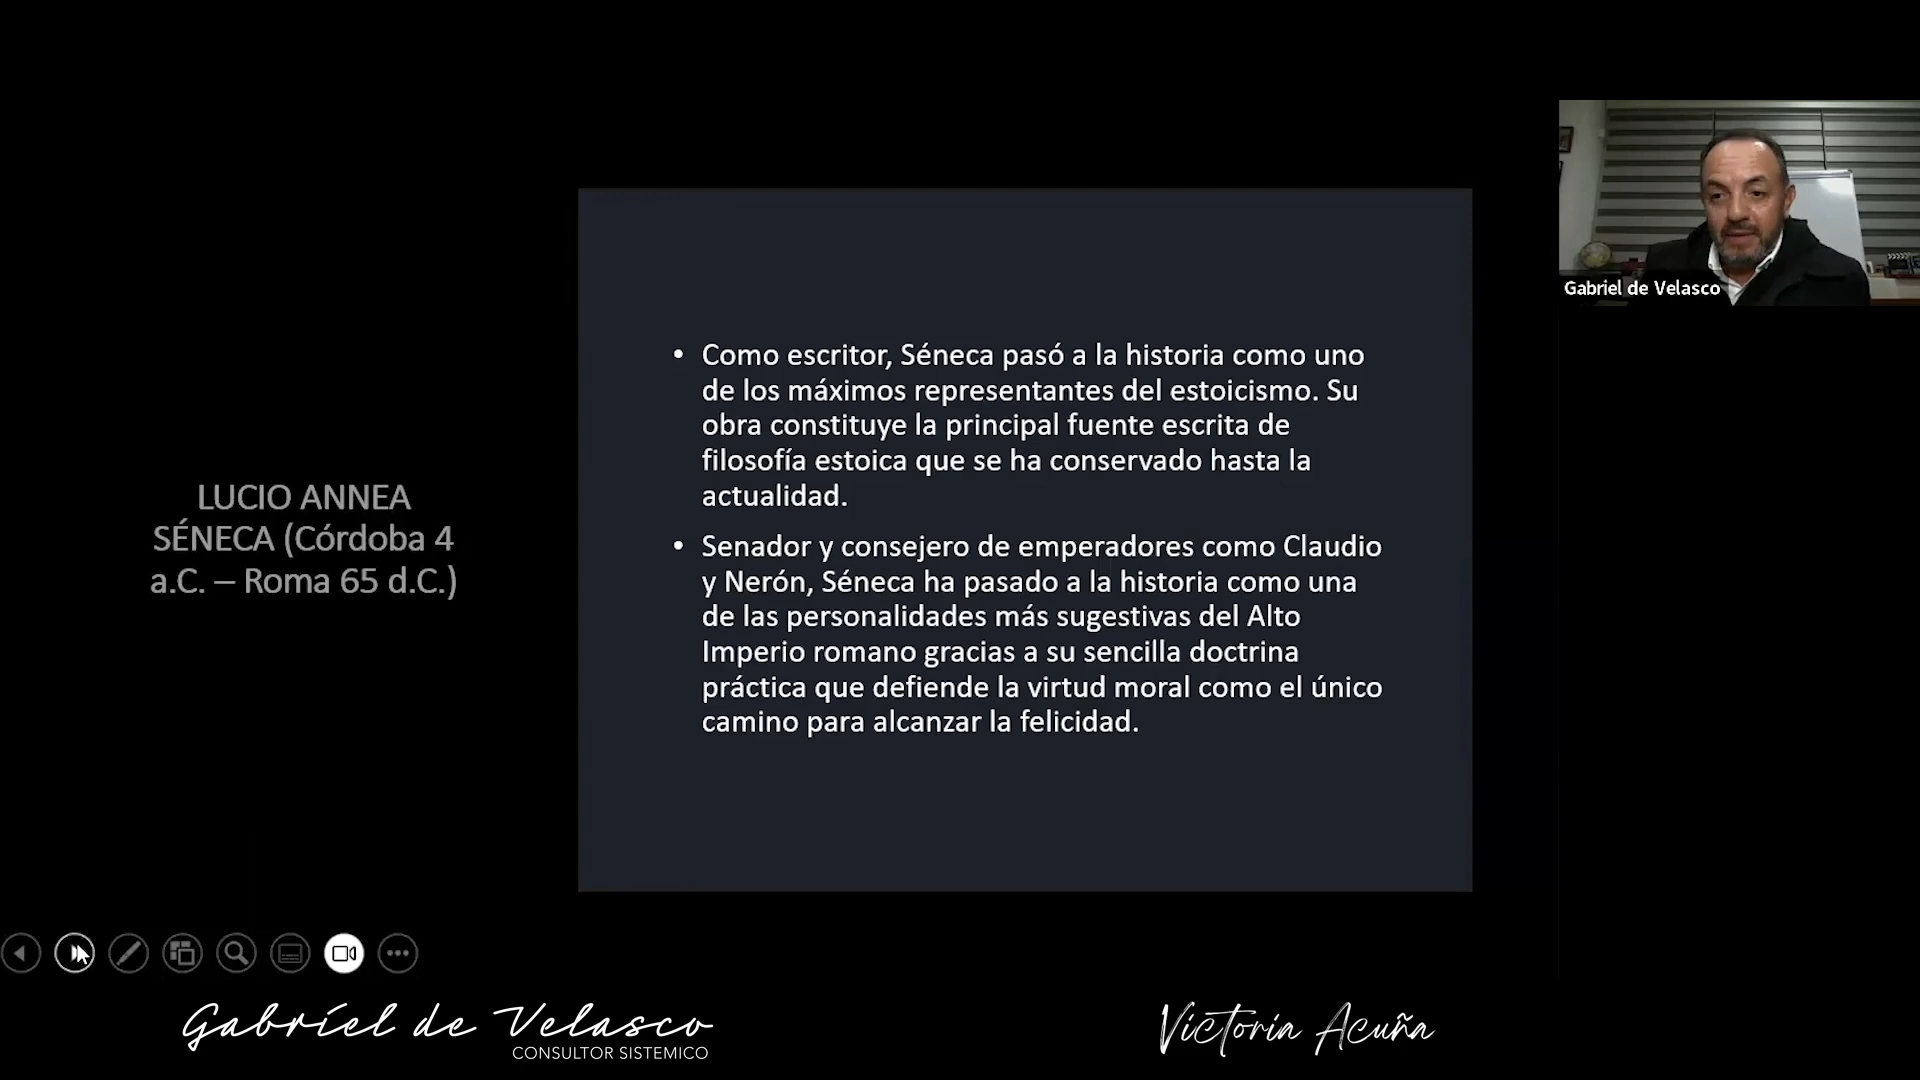 LUCIO ANNEA
SÉNECA (Córdoba 4
a.C. – Roma 65 d.C.)
• Como escritor, Séneca pasó a la historia como uno
de los máximos representantes del estoicismo. Su
obra constituye la principal fuente escrita de
filosofía estoica que se ha conservado hasta la
actualidad.
• Senador y consejero de emperadores como Claudio
y Nerón, Séneca ha pasado a la historia como una
de las personalidades más sugestivas del Alto
Imperio romano gracias a su sencilla doctrina
práctica que defiende la virtud moral como el único
camino para alcanzar la felicidad.
Gabriel de Velasco
Gabriel de Velasco
CONSULTOR SISTEMICO
Victoria Acuña